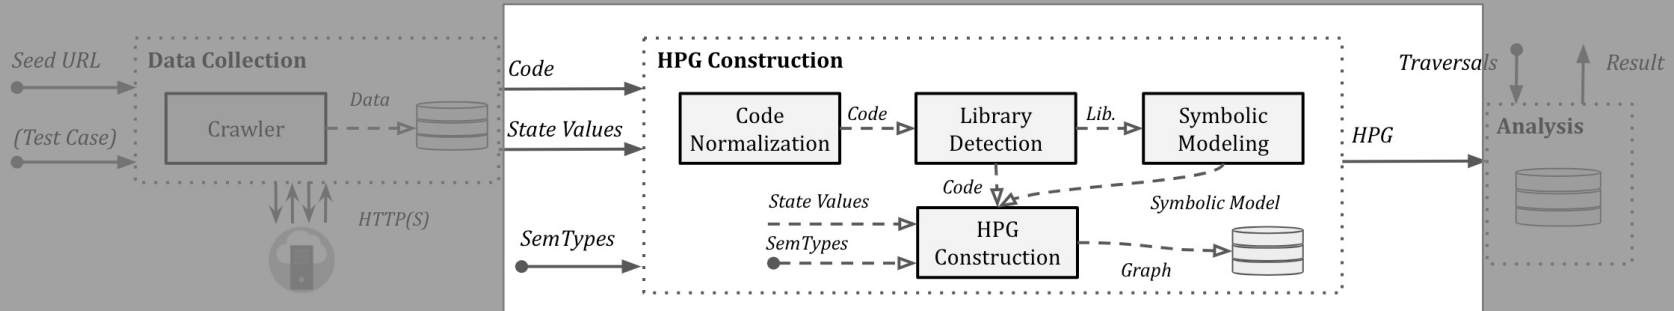 Seed URL
(Test Case)
Data Collection
Crawler
Data
HTTP(S)
Code
State Values
SemTypes
HPG Construction
Code
Normalization
Code
Library
Detection
Lib.
Symbolic
Modeling
Code
Symbolic Model
State Values
SemTypes
HPG
Construction
Graph
Traversals
Result
HPG
Analysis